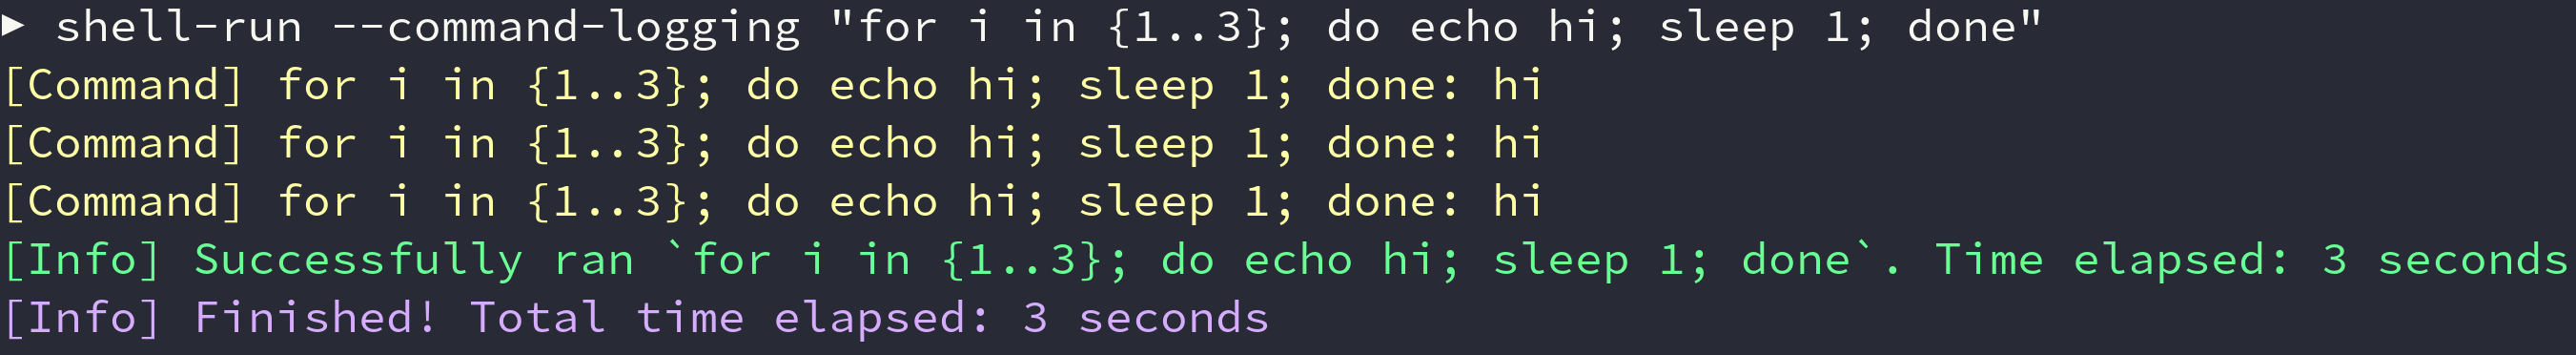 ▶ shell-run --command-logging "for i in {1..3}; do echo hi; sleep 1; done"
[Command] for i in {1..3}; do echo hi; sleep 1; done: hi
[Command] for i in {1..3}; do echo hi; sleep 1; done: hi
[Command] for i in {1..3}; do echo hi; sleep 1; done: hi
[Info] Successfully ran `for i in {1..3}; do echo hi; sleep 1; done`. Time elapsed: 3 seconds
[Info] Finished! Total time elapsed: 3 seconds